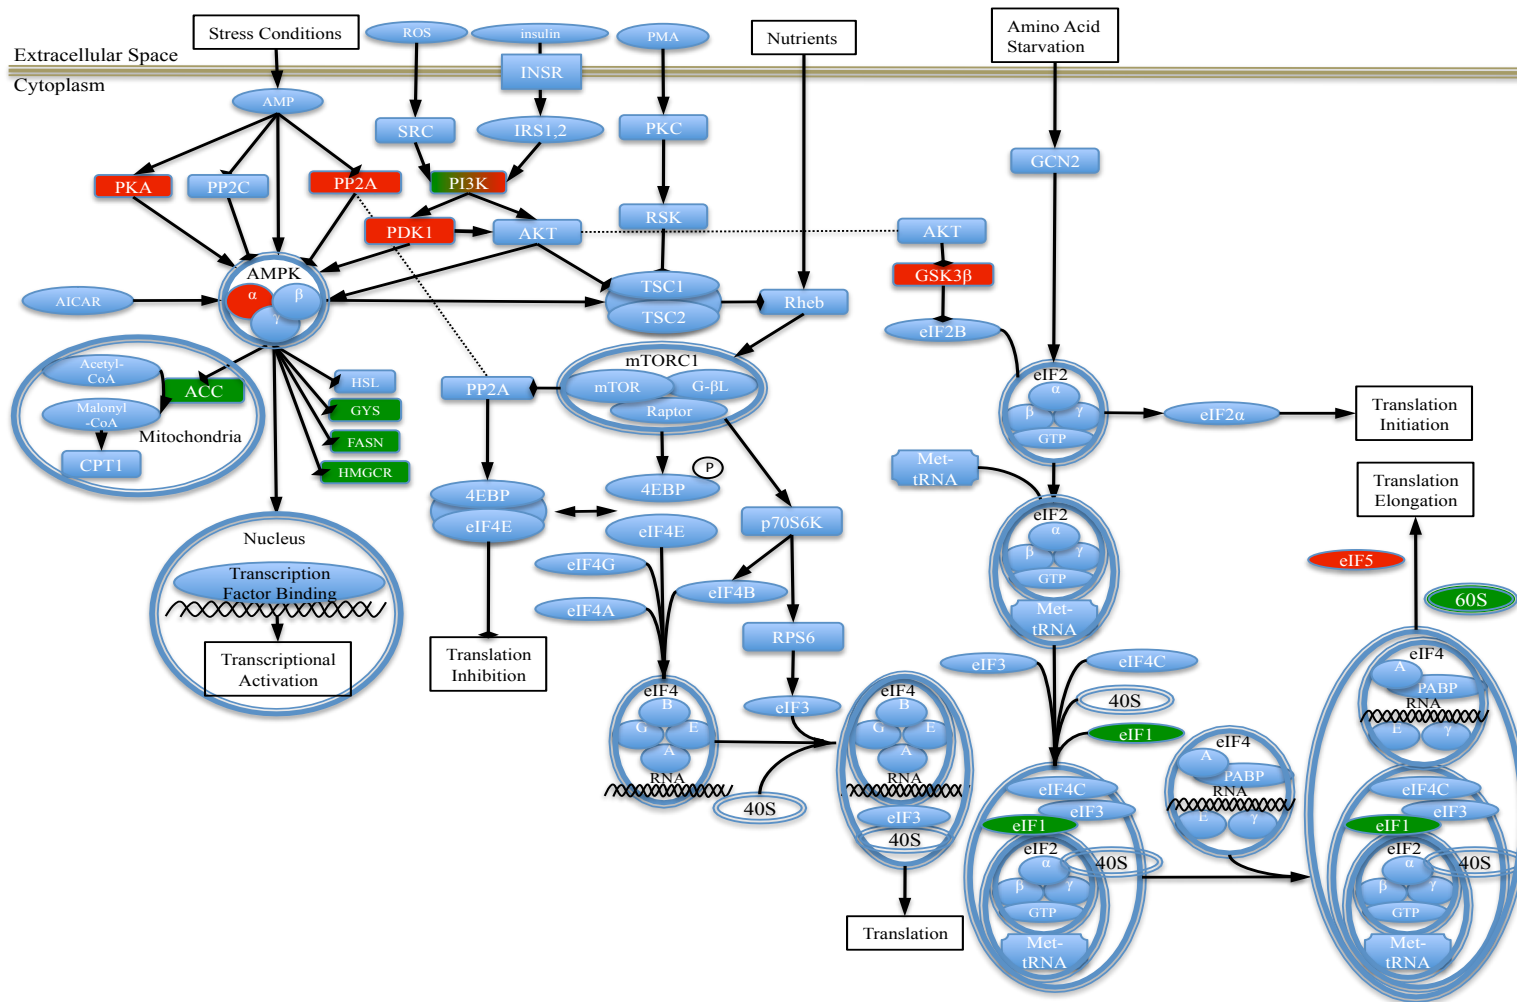 Stress Conditions
ROS
insulin
PMA
Nutrients
Amino Acid
Starvation
Extracellular Space
Cytoplasm
INSR
AMP
SRC
IRS1,2
PKC
GCN2
PKA
PP2C
PP2A
PI3K
RSK
PDK1
AKT
AKT
AMPK
α
β
γ
AICAR
TSC1
TSC2
Rheb
GSK3β
eIF2B
Acetyl-
CoA
ACC
Malonyl
-CoA
Mitochondria
CPT1
HSL
GYS
FASN
HMGCR
PP2A
mTORC1
mTOR
G-βL
Raptor
eIF2
α
β
γ
GTP
eIF2α
Translation
Initiation
4EBP
eIF4E
4EBP
P
eIF4E
p70S6K
Met-
tRNA
Translation
Elongation
Nucleus
Transcription
Factor Binding
Transcriptional
Activation
eIF4G
eIF4A
eIF4B
RPS6
eIF3
Translation
Inhibition
eIF2
α
β
γ
GTP
Met-
tRNA
eIF5
60S
eIF3
eIF4C
40S
eIF1
eIF4
B
G
E
A
RNA
40S
eIF4
B
G
E
A
RNA
eIF3
40S
Translation
eIF4C
eIF3
eIF1
eIF2
40S
α
β
γ
GTP
Met-
tRNA
eIF4
A
PABP
RNA
E
γ
eIF4
A
PABP
RNA
E
γ
eIF4C
eIF3
eIF1
eIF2
40S
α
β
γ
GTP
Met-
tRNA